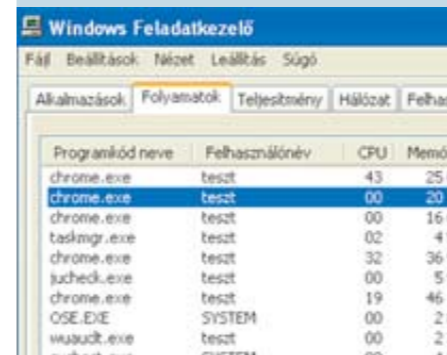 Windows Feladatkezelő
Fájl Beállítások Nézet Leállítás Súgó
Alkalmazások Folyamatok Teljesítmény Hálózat Felhas
Programkód neve Felhasználónév CPU Memó
chrome.exe teszt 43 25
chrome.exe teszt 00 20
chrome.exe teszt 00 16
taskmgr.exe teszt 02 4
chrome.exe teszt 32 36
jucheck.exe teszt 00 5
chrome.exe teszt 19 46
OSE.EXE SYSTEM 00 2
wuauclt.exe teszt 00 2
SYSTEM